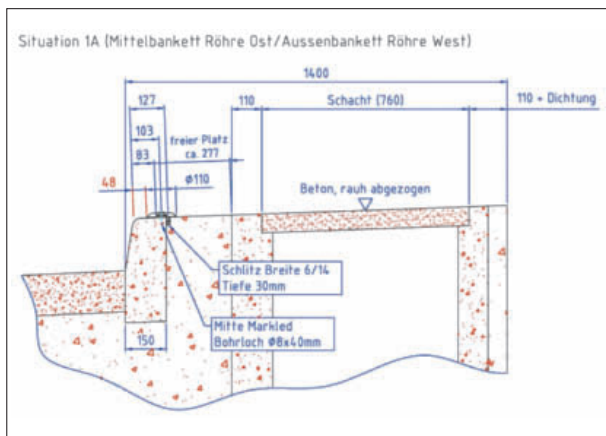 Situation 1A (Mittelbankett Röhre Ost/Aussenbankett Röhre West)
1400
127
110
Schacht (760)
110 + Dichtung
103
freier Platz
ca. 277
83
48
Ø110
Beton, rauh abgezogen
Schlitz Breite 6/14
Tiefe 30mm
Mitte Markled
Bohrloch Ø8x40mm
150